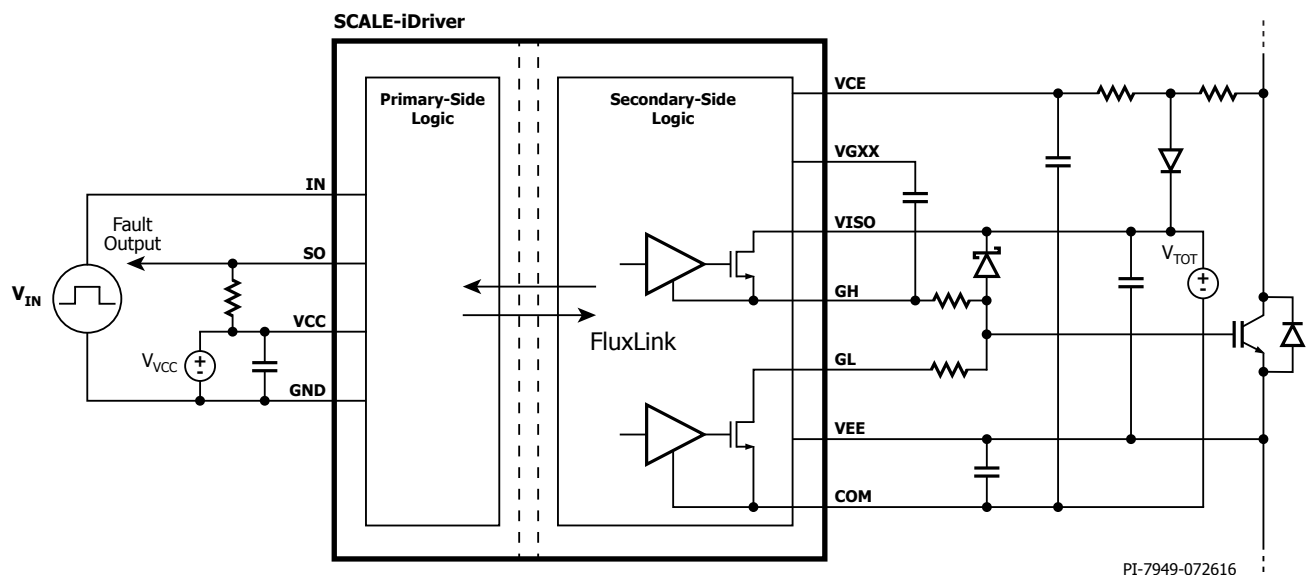 SCALE-iDriver
Primary-Side
Logic
Secondary-Side
Logic
VCE
VGXX
IN
Fault
Output
VISO
SO
VTOT
+
-
VIN
GH
VCC
FluxLink
VVCC
+
-
GL
GND
VEE
COM
PI-7949-072616